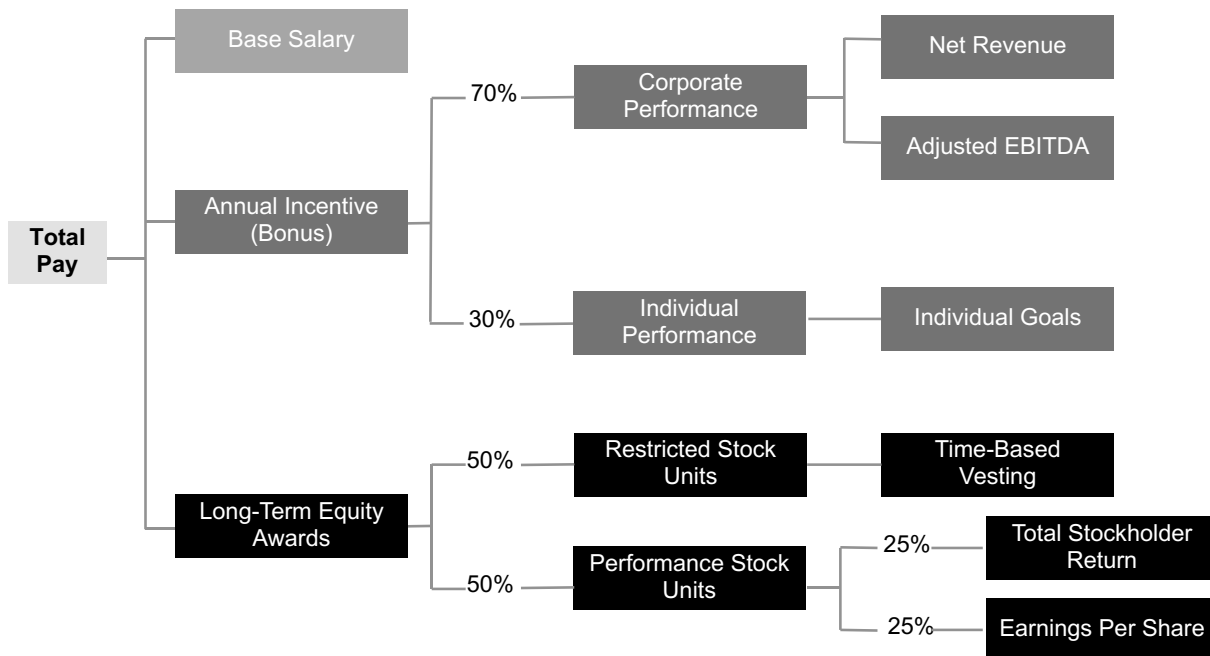 Base Salary
Net Revenue
70%
Corporate
Performance
Adjusted EBITDA
Annual Incentive
(Bonus)
Total
Pay
30%
Individual
Performance
Individual Goals
50%
Restricted Stock
Units
Time-Based
Vesting
Long-Term Equity
Awards
50%
Performance Stock
Units
25%
Total Stockholder
Return
25%
Earnings Per Share